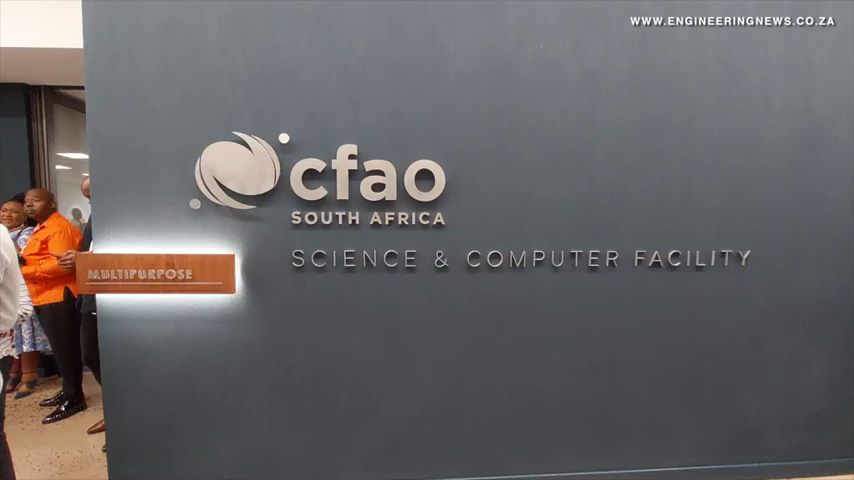 WWW.ENGINEERINGNEWS.CO.ZA
cfao
SOUTH AFRICA
SCIENCE & COMPUTER FACILITY
MULTIPURPOSE